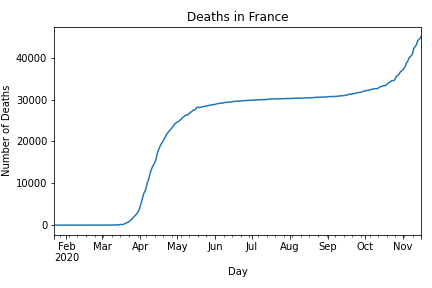 Deaths in France
Number of Deaths
40000
30000
20000
10000
0
Feb Mar Apr May Jun Jul Aug Sep Oct Nov
2020
Day